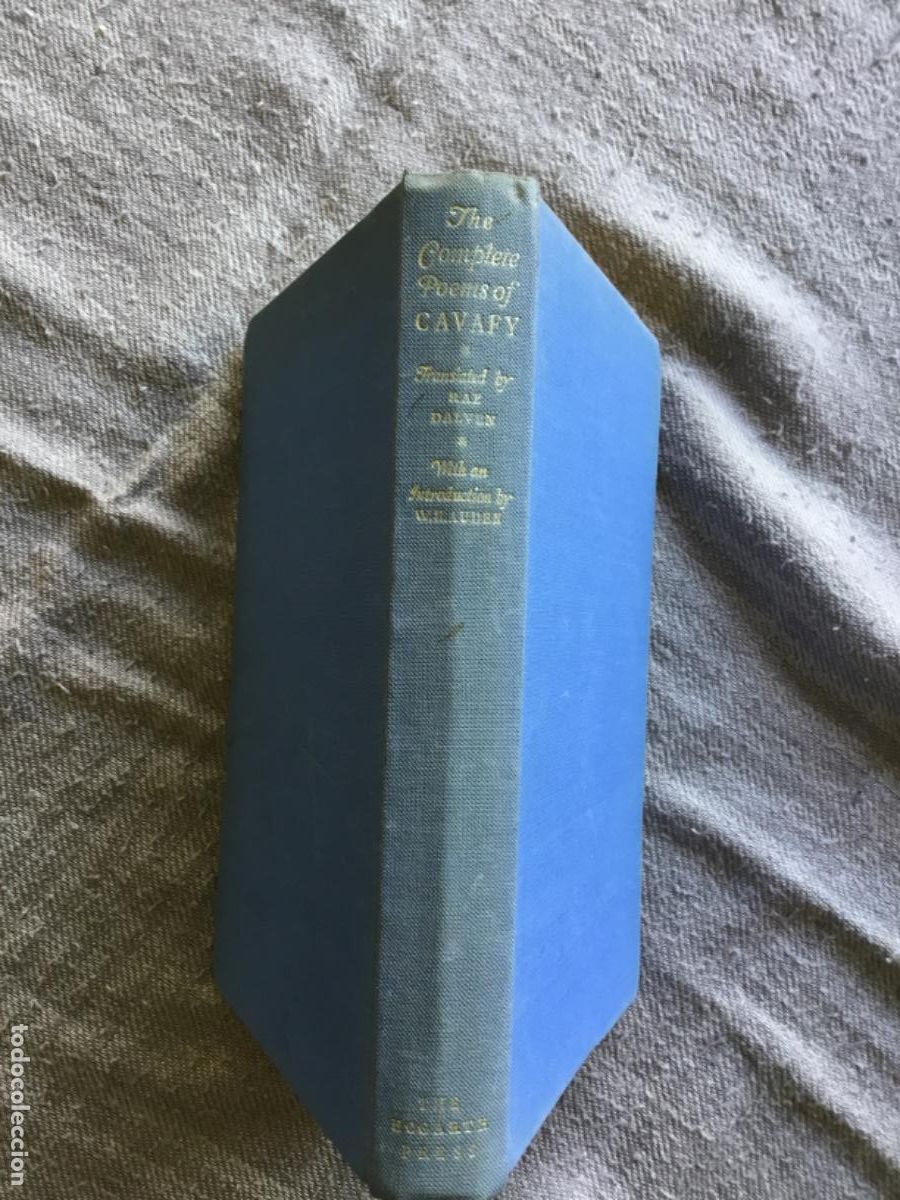 The
Complete
Poems of
CAVAFY
Translated by
RAE
DALVEN
With an
Introduction by
W.H.AUDEN
THE
HOGARTH
PRESS
todocoleccion